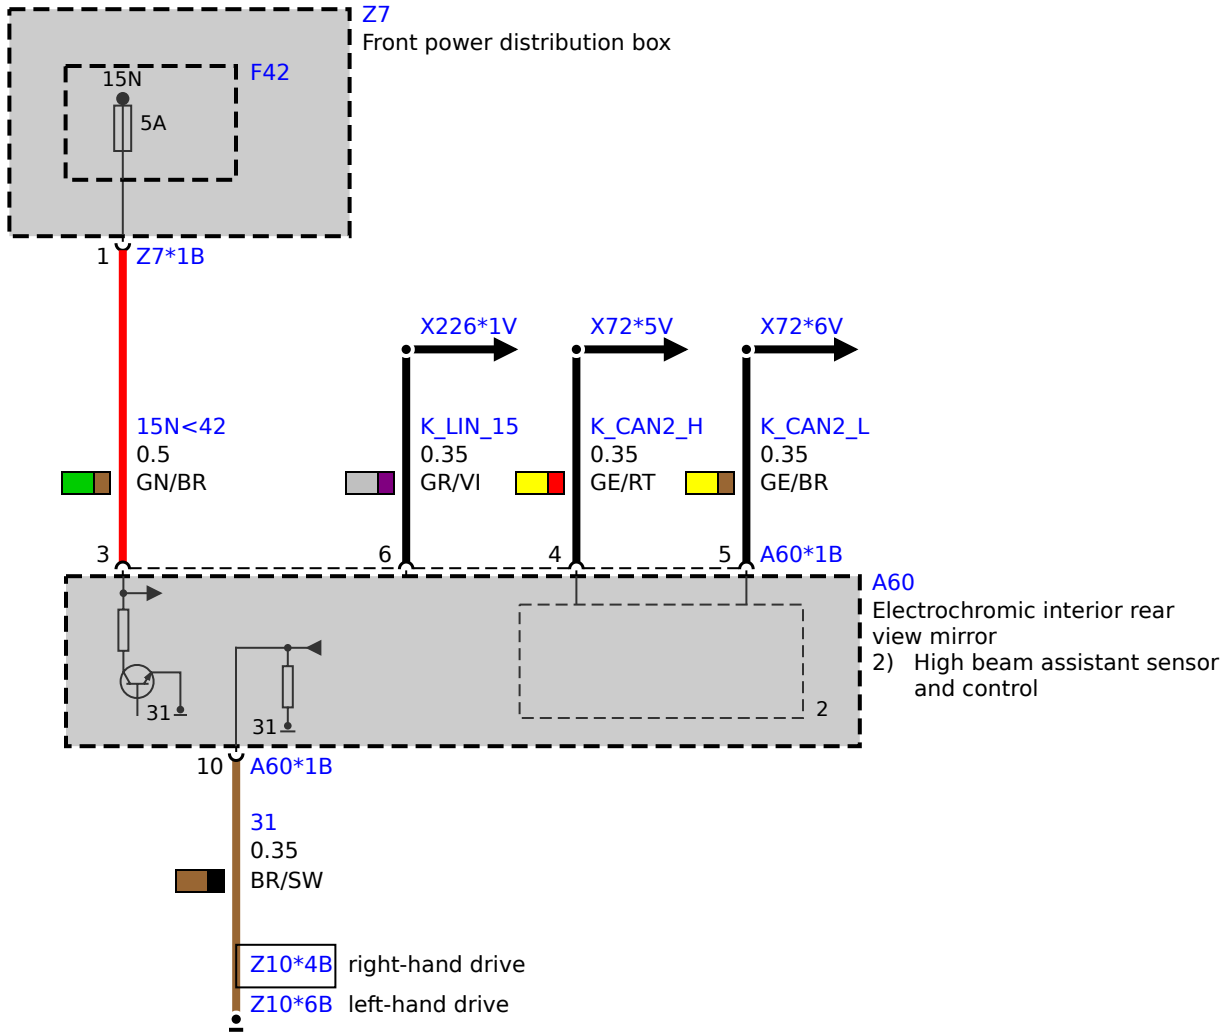 Z7
Front power distribution box
F42
15N
5A
1
Z7*1B
X226*1V
X72*5V
X72*6V
15N<42
0.5
GN/BR
K_LIN_15
0.35
GR/VI
K_CAN2_H
0.35
GE/RT
K_CAN2_L
0.35
GE/BR
3
6
4
5
A60*1B
A60
Electrochromic interior rear
view mirror
2) High beam assistant sensor
and control
31
31
2
10
A60*1B
31
0.35
BR/SW
Z10*4B right-hand drive
Z10*6B left-hand drive